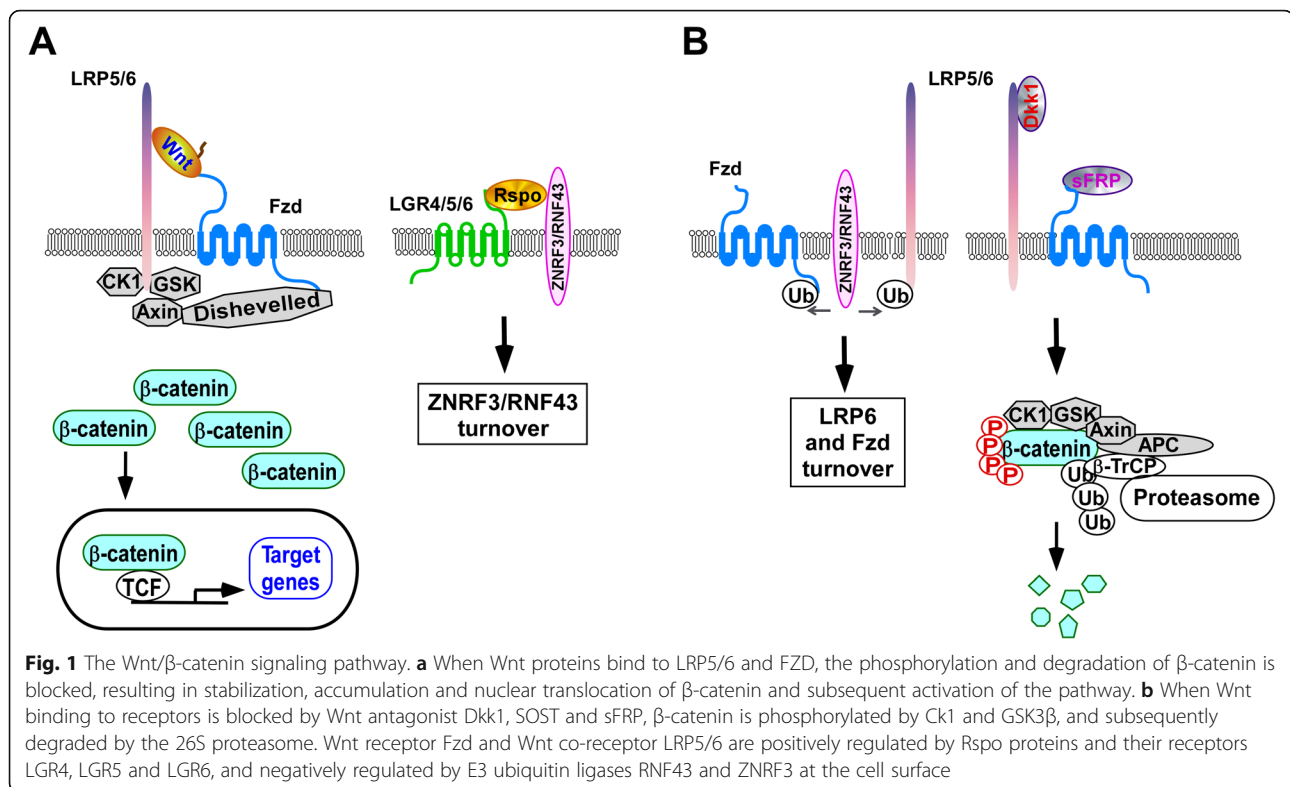 A
LRP5/6
Wnt
Fzd
CK1
GSK
Axin
Dishevelled
LGR4/5/6
Rspo
ZNRF3/RNF43
ZNRF3/RNF43
turnover
β-catenin
β-catenin
β-catenin
β-catenin
β-catenin
TCF
Target
genes
B
LRP5/6
Fzd
ZNRF3/RNF43
Ub
Ub
Dkk1
sFRP
LRP6
and Fzd
turnover
CK1
GSK
Axin
APC
P
P
P
P
β-catenin
β-TrCP
Ub
Ub
Ub
Proteasome
Fig. 1 The Wnt/β-catenin signaling pathway. a When Wnt proteins bind to LRP5/6 and FZD, the phosphorylation and degradation of β-catenin is
blocked, resulting in stabilization, accumulation and nuclear translocation of β-catenin and subsequent activation of the pathway. b When Wnt
binding to receptors is blocked by Wnt antagonist Dkk1, SOST and sFRP, β-catenin is phosphorylated by Ck1 and GSK3β, and subsequently
degraded by the 26S proteasome. Wnt receptor Fzd and Wnt co-receptor LRP5/6 are positively regulated by Rspo proteins and their receptors
LGR4, LGR5 and LGR6, and negatively regulated by E3 ubiquitin ligases RNF43 and ZNRF3 at the cell surface